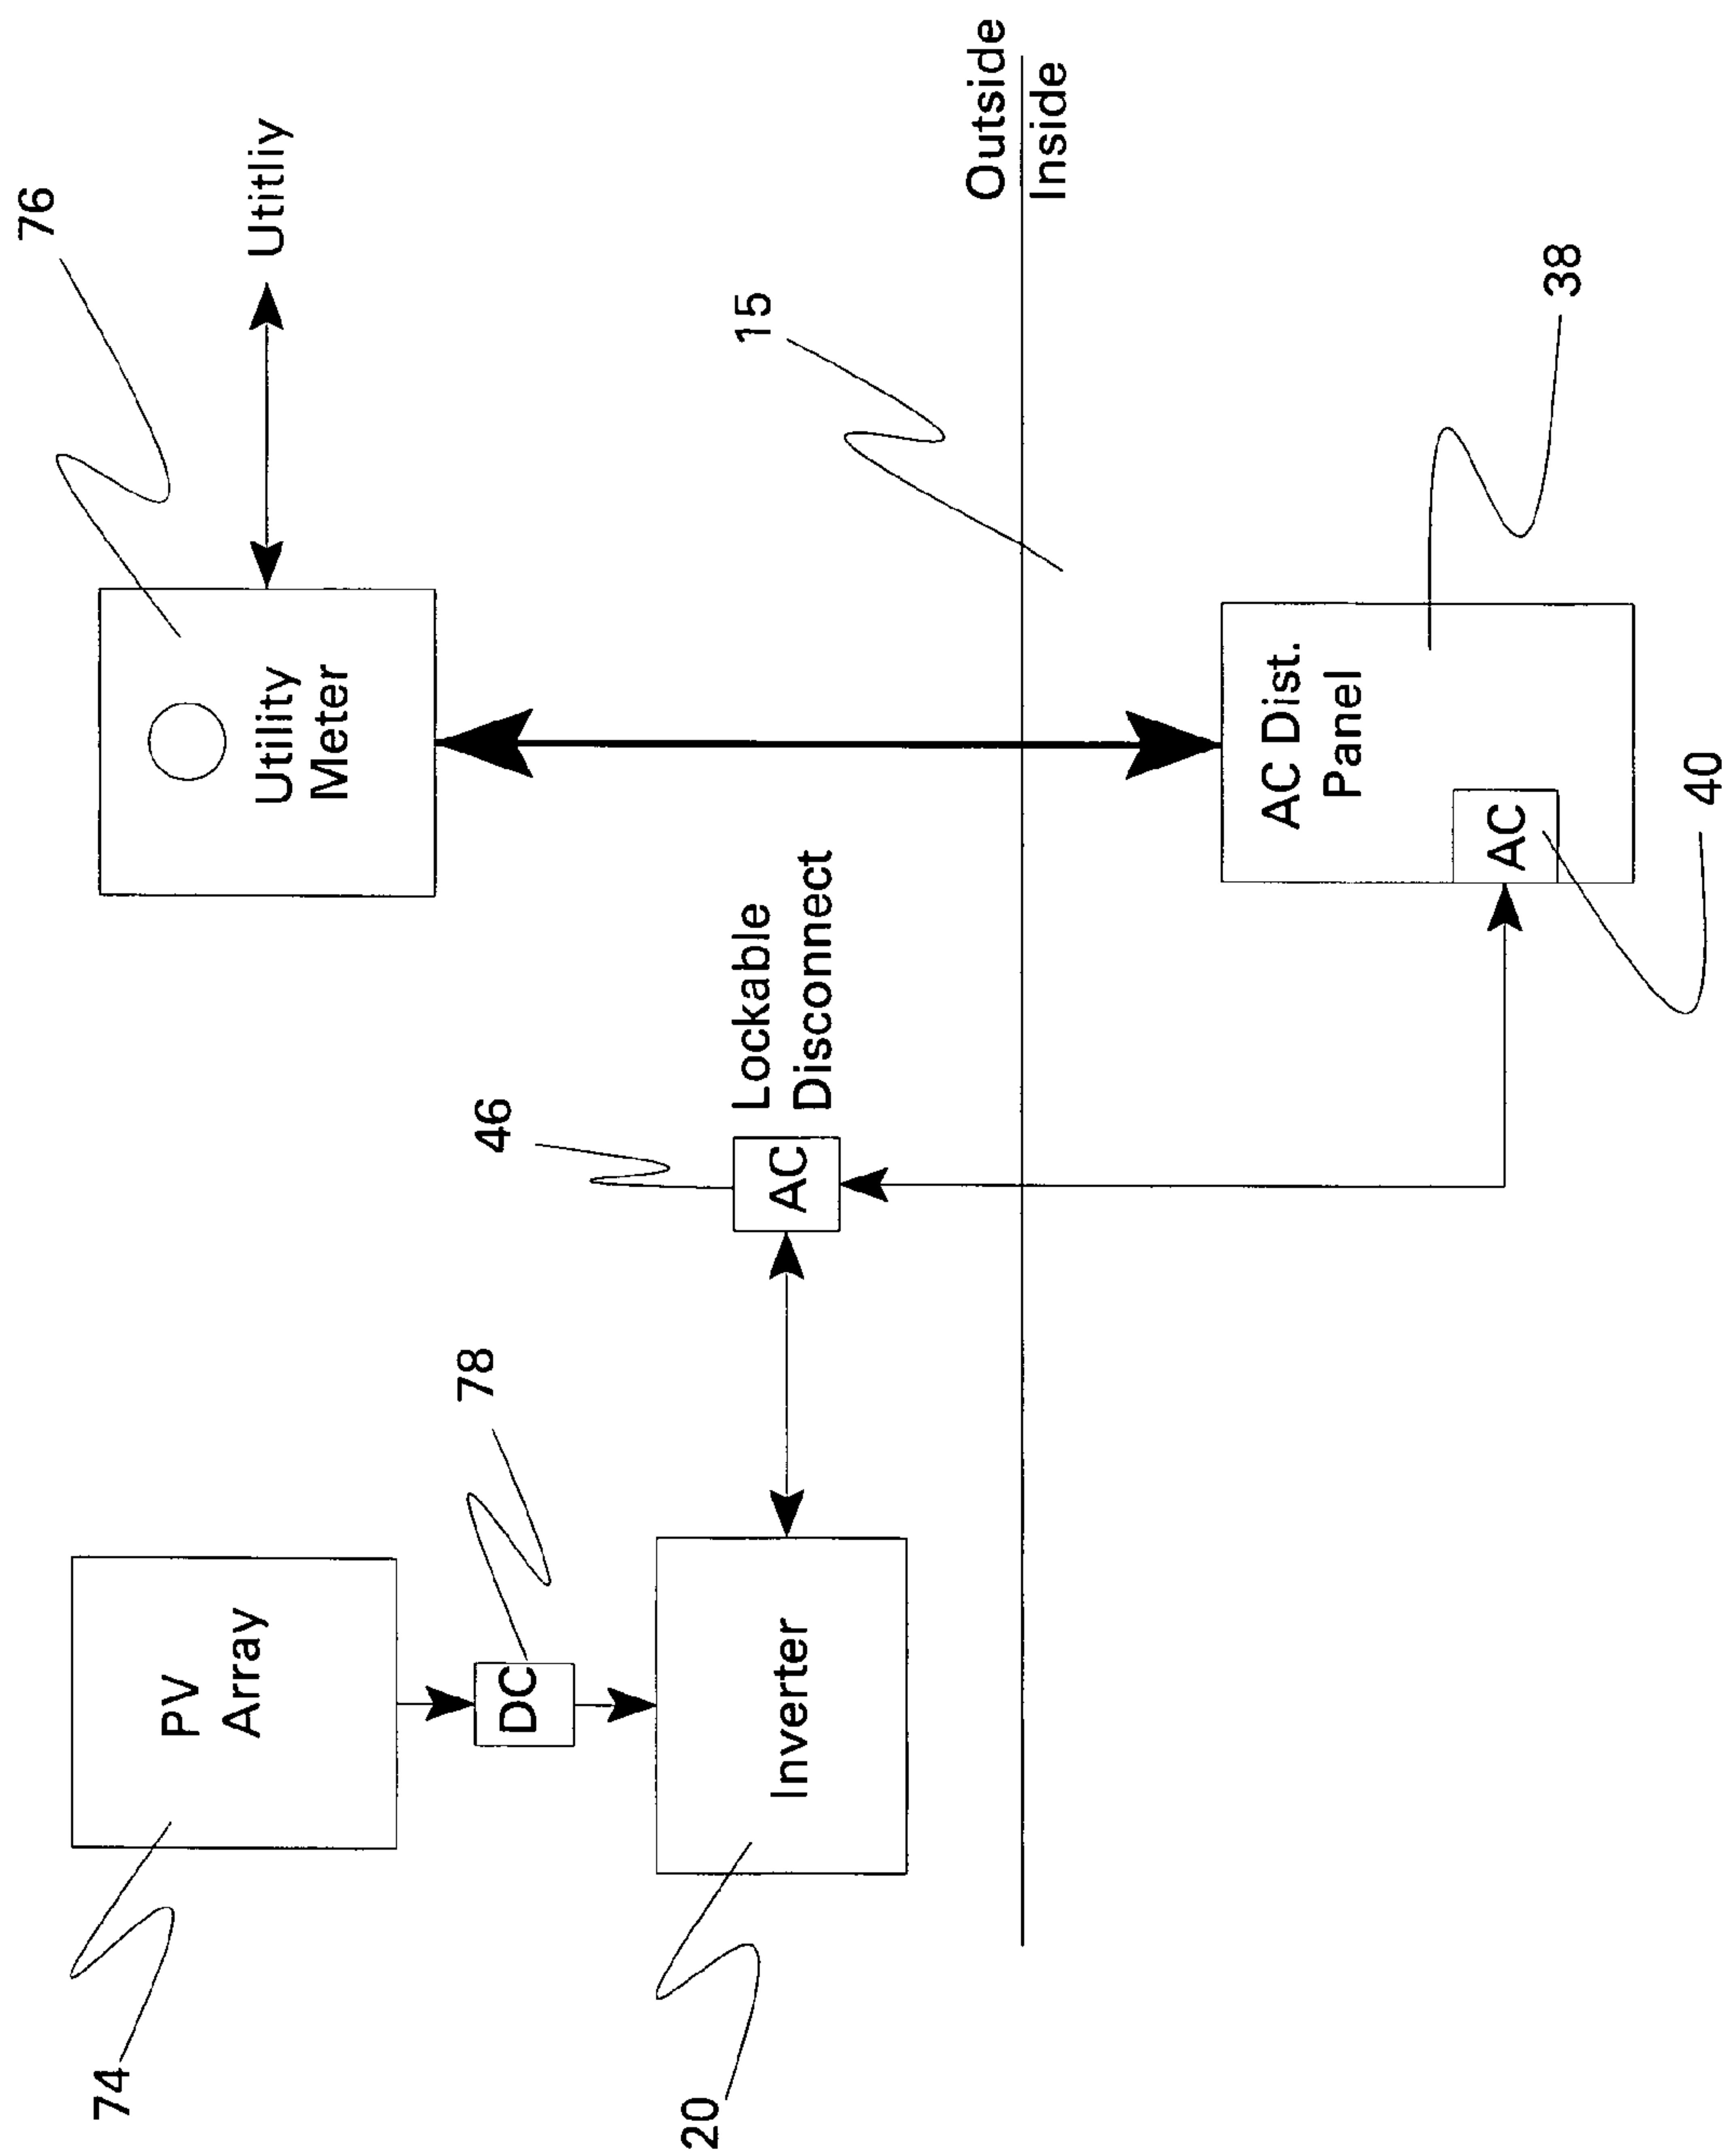 76
74
PV
Array
Utility
Meter
Utitliy
78
46
DC
20
Inverter
AC
Lockable
Disconnect
15
Outside
Inside
AC Dist.
Panel
AC
38
40